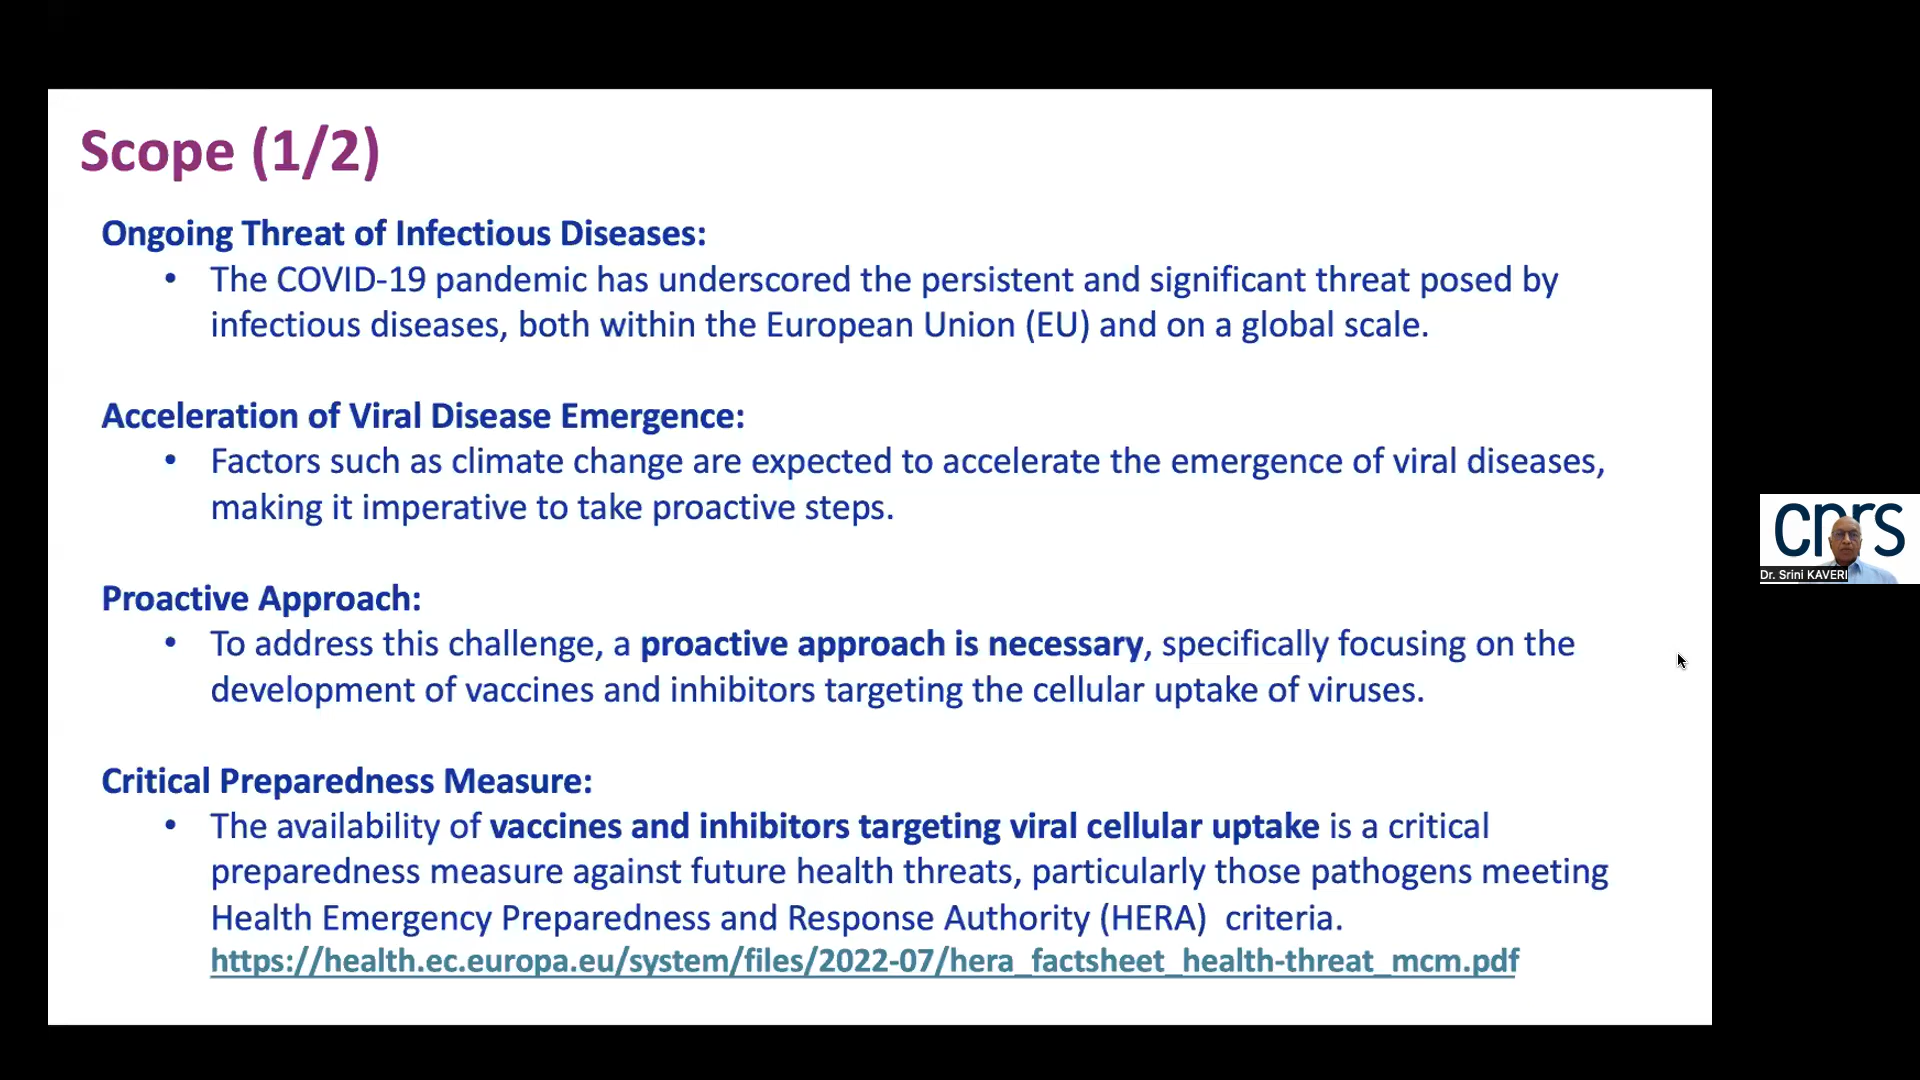 Scope (1/2)
Ongoing Threat of Infectious Diseases:
• The COVID-19 pandemic has underscored the persistent and significant threat posed by
infectious diseases, both within the European Union (EU) and on a global scale.
Acceleration of Viral Disease Emergence:
• Factors such as climate change are expected to accelerate the emergence of viral diseases,
making it imperative to take proactive steps.
Proactive Approach:
• To address this challenge, a proactive approach is necessary, specifically focusing on the
development of vaccines and inhibitors targeting the cellular uptake of viruses.
Critical Preparedness Measure:
• The availability of vaccines and inhibitors targeting viral cellular uptake is a critical
preparedness measure against future health threats, particularly those pathogens meeting
Health Emergency Preparedness and Response Authority (HERA) criteria.
https://health.ec.europa.eu/system/files/2022-07/hera_factsheet_health-threat_mcm.pdf
cnrs
Dr. Srini KAVERI